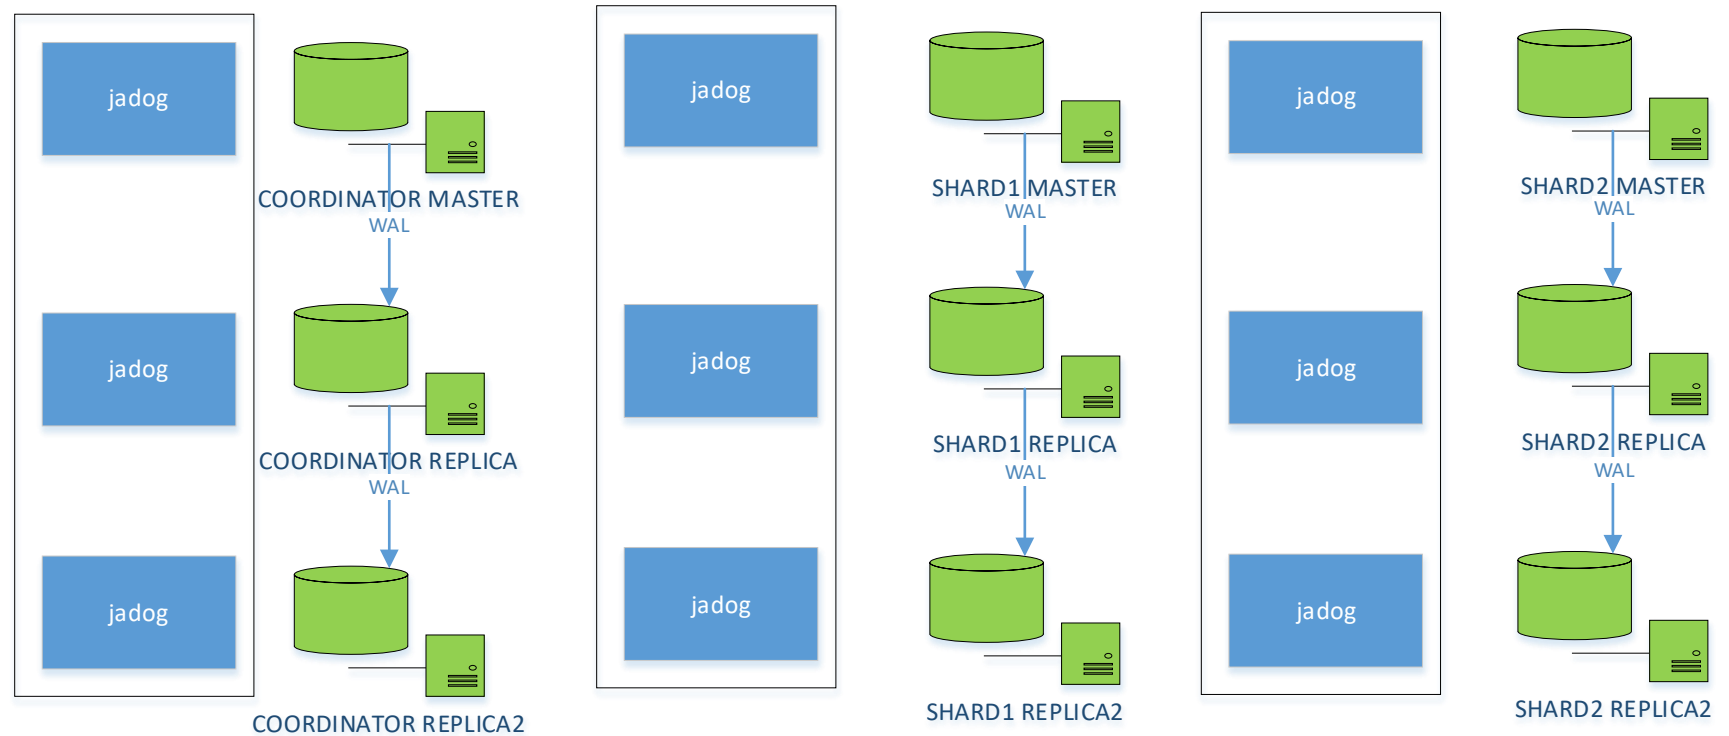 jadog
COORDINATOR MASTER
WAL
jadog
COORDINATOR REPLICA
WAL
jadog
COORDINATOR REPLICA2
jadog
SHARD1 MASTER
WAL
jadog
SHARD1 REPLICA
WAL
jadog
SHARD1 REPLICA2
jadog
SHARD2 MASTER
WAL
jadog
SHARD2 REPLICA
WAL
jadog
SHARD2 REPLICA2